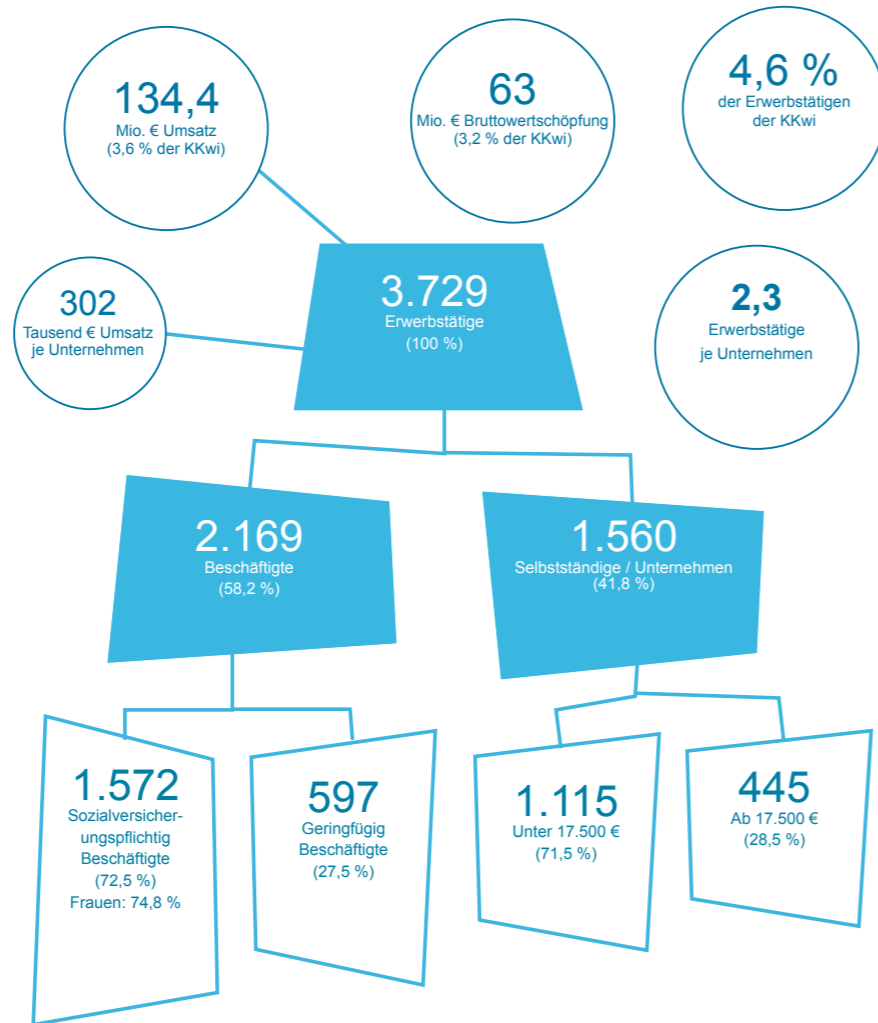 134,4
Mio. € Umsatz
(3,6 % der KKwi)
63
Mio. € Bruttowertschöpfung
(3,2 % der KKwi)
4,6 %
der Erwerbstätigen
der KKwi
302
Tausend € Umsatz
je Unternehmen
3.729
Erwerbstätige
(100 %)
2,3
Erwerbstätige
je Unternehmen
2.169
Beschäftigte
(58,2 %)
1.560
Selbstständige / Unternehmen
(41,8 %)
1.572
Sozialversicher-
ungspflichtig
Beschäftigte
(72,5 %)
Frauen: 74,8 %
597
Geringfügig
Beschäftigte
(27,5 %)
1.115
Unter 17.500 €
(71,5 %)
445
Ab 17.500 €
(28,5 %)